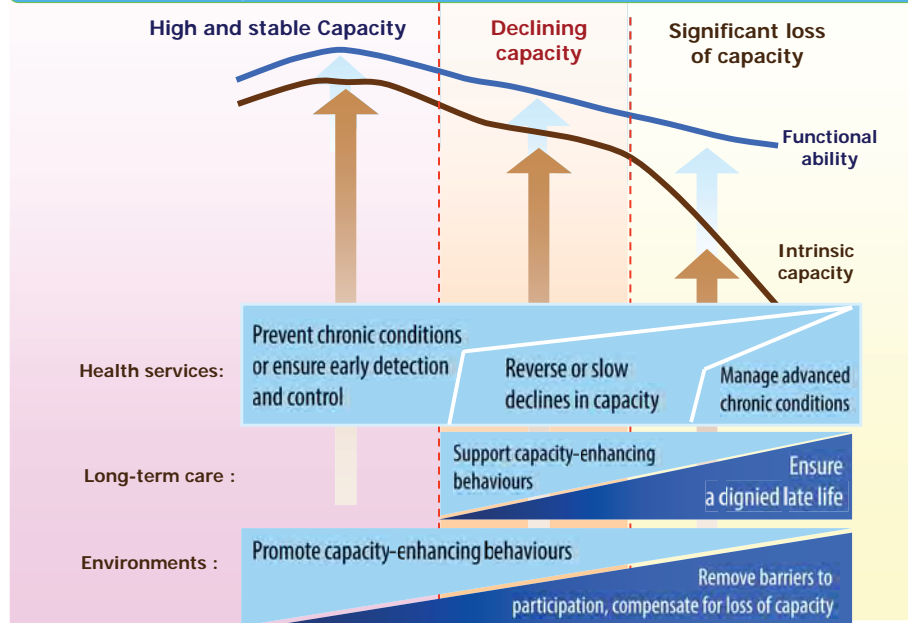 High and stable Capacity
Declining
capacity
Significant loss
of capacity
Functional
ability
Intrinsic
capacity
Health services:
Prevent chronic conditions
or ensure early detection
and control
Reverse or slow
declines in capacity
Manage advanced
chronic conditions
Long-term care :
Support capacity-enhancing
behaviours
Ensure
a dignied late life
Environments :
Promote capacity-enhancing behaviours
Remove barriers to
participation, compensate for loss of capacity